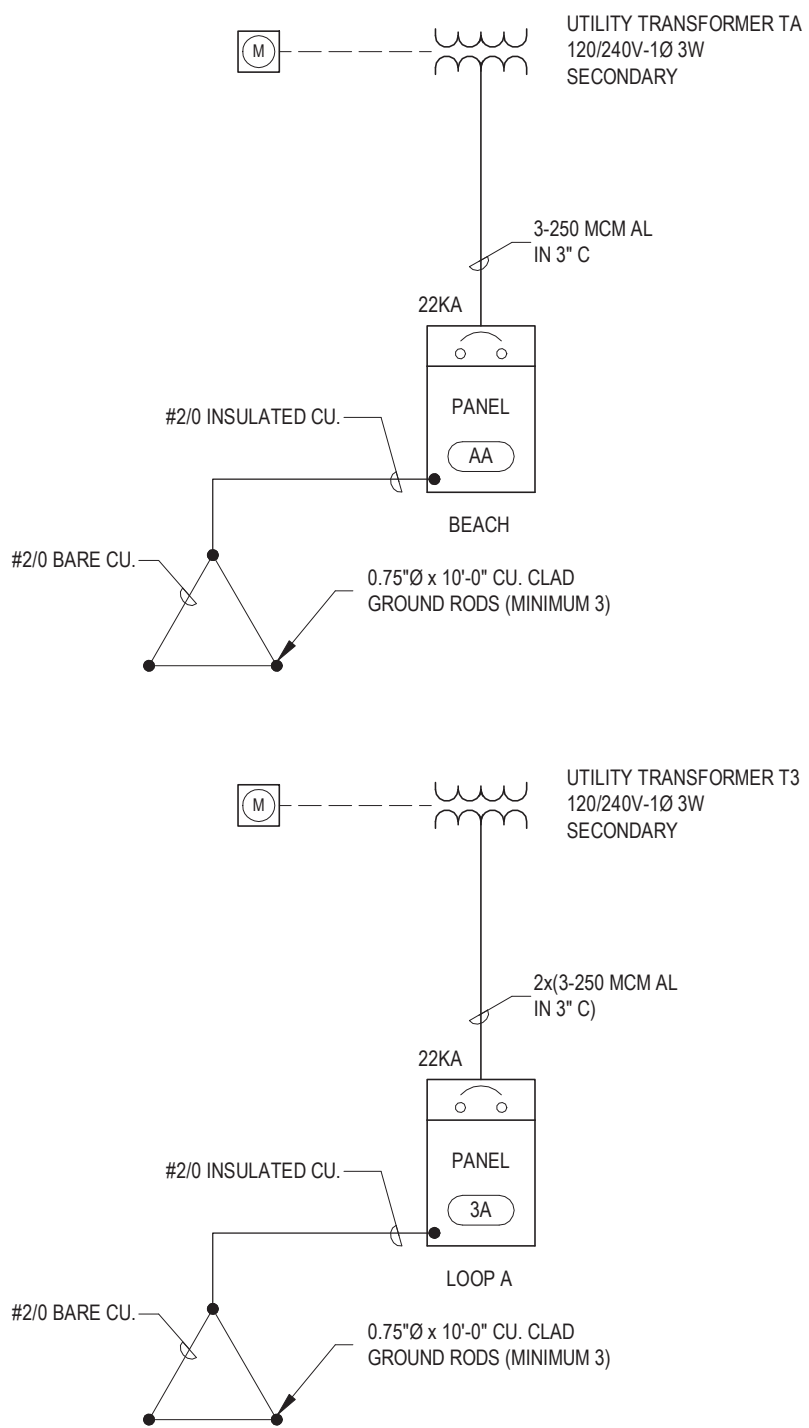 UTILITY TRANSFORMER TA
120/240V-1Ø 3W
SECONDARY
M
3-250 MCM AL
IN 3" C
22KA
PANEL
AA
#2/0 INSULATED CU.
BEACH
#2/0 BARE CU.
0.75"Ø x 10'-0" CU. CLAD
GROUND RODS (MINIMUM 3)
UTILITY TRANSFORMER T3
120/240V-1Ø 3W
SECONDARY
M
2x(3-250 MCM AL
IN 3" C)
22KA
PANEL
3A
#2/0 INSULATED CU.
LOOP A
#2/0 BARE CU.
0.75"Ø x 10'-0" CU. CLAD
GROUND RODS (MINIMUM 3)